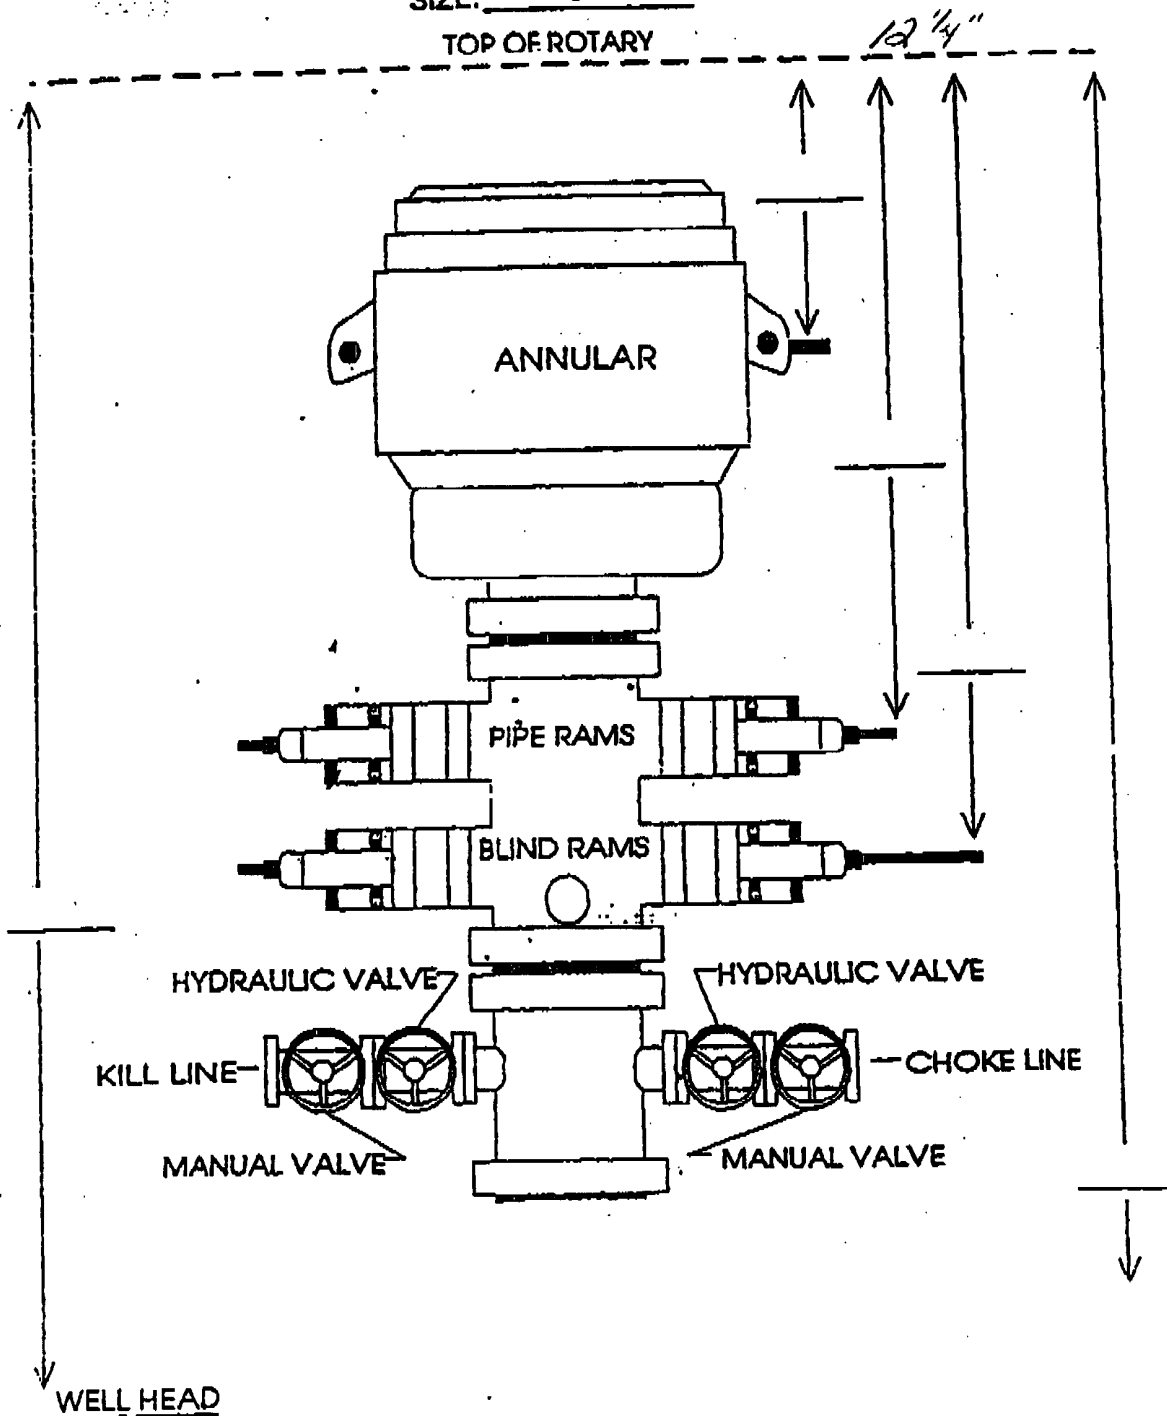 SIZE:
TOP OF ROTARY
12 1/4"
ANNULAR
PIPE RAMS
BLIND RAMS
HYDRAULIC VALVE
HYDRAULIC VALVE
KILL LINE
CHOKE LINE
MANUAL VALVE
MANUAL VALVE
WELL HEAD